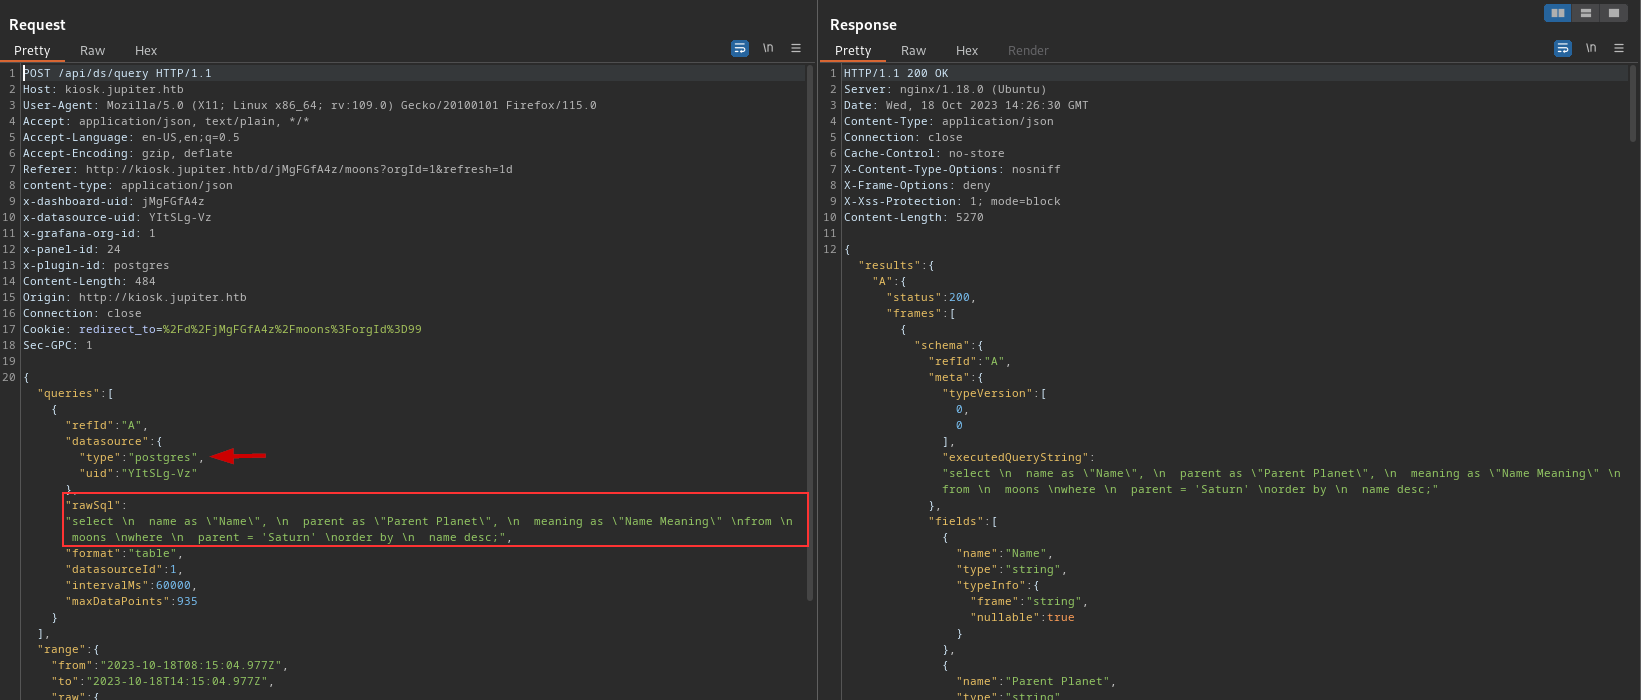 Request
Pretty Raw Hex
\n
1 POST /api/ds/query HTTP/1.1
2 Host: kiosk.jupiter.htb
3 User-Agent: Mozilla/5.0 (X11; Linux x86_64; rv:109.0) Gecko/20100101 Firefox/115.0
4 Accept: application/json, text/plain, */*
5 Accept-Language: en-US,en;q=0.5
6 Accept-Encoding: gzip, deflate
7 Referer: http://kiosk.jupiter.htb/d/jMgFGfA4z/moons?orgId=1&refresh=1d
8 content-type: application/json
9 x-dashboard-uid: jMgFGfA4z
10 x-datasource-uid: YItSLg-Vz
11 x-grafana-org-id: 1
12 x-panel-id: 24
13 x-plugin-id: postgres
14 Content-Length: 484
15 Origin: http://kiosk.jupiter.htb
16 Connection: close
17 Cookie: redirect_to=%2Fd%2FjMgFGfA4z%2Fmoons%3ForgId%3D99
18 Sec-GPC: 1
19
20 {
"queries":[
{
"refId":"A",
"datasource":{
"type":"postgres",
"uid":"YItSLg-Vz"
},
"rawSql":
"select \n  name as \"Name\", \n  parent as \"Parent Planet\", \n  meaning as \"Name Meaning\" \nfrom \n
moons \nwhere \n  parent = 'Saturn' \norder by \n  name desc;",
"format":"table",
"datasourceId":1,
"intervalMs":60000,
"maxDataPoints":935
}
],
"range":{
"from":"2023-10-18T08:15:04.977Z",
"to":"2023-10-18T14:15:04.977Z",
"raw":{
Response
Pretty Raw Hex Render
\n
1 HTTP/1.1 200 OK
2 Server: nginx/1.18.0 (Ubuntu)
3 Date: Wed, 18 Oct 2023 14:26:30 GMT
4 Content-Type: application/json
5 Connection: close
6 Cache-Control: no-store
7 X-Content-Type-Options: nosniff
8 X-Frame-Options: deny
9 X-Xss-Protection: 1; mode=block
10 Content-Length: 5270
11
12 {
"results":{
"A":{
"status":200,
"frames":[
{
"schema":{
"refId":"A",
"meta":{
"typeVersion":[
0,
0
],
"executedQueryString":
"select \n  name as \"Name\", \n  parent as \"Parent Planet\", \n  meaning as \"Name Meaning\" \n
from \n  moons \nwhere \n  parent = 'Saturn' \norder by \n  name desc;"
},
"fields":[
{
"name":"Name",
"type":"string",
"typeInfo":{
"frame":"string",
"nullable":true
}
},
{
"name":"Parent Planet",
"type":"string"